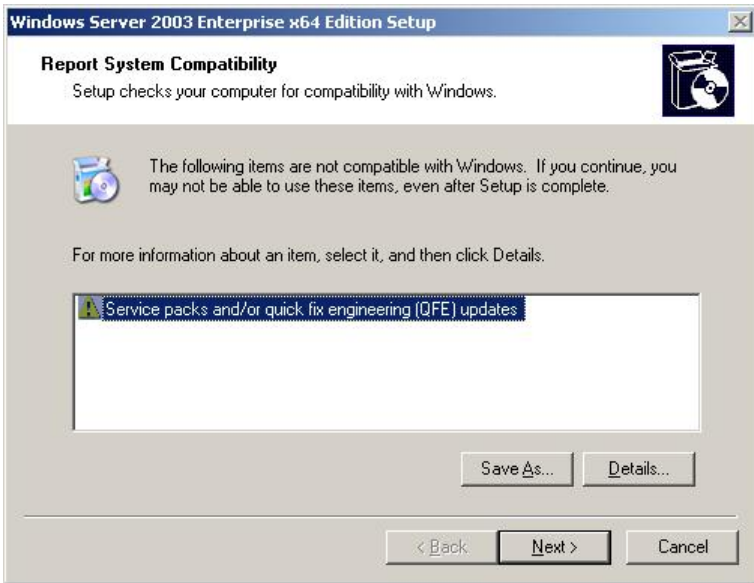 Windows Server 2003 Enterprise x64 Edition Setup
Report System Compatibility
Setup checks your computer for compatibility with Windows.
The following items are not compatible with Windows. If you continue, you
may not be able to use these items, even after Setup is complete.
For more information about an item, select it, and then click Details.
Service packs and/or quick fix engineering (QFE) updates
Save As...
Details...
< Back
Next >
Cancel